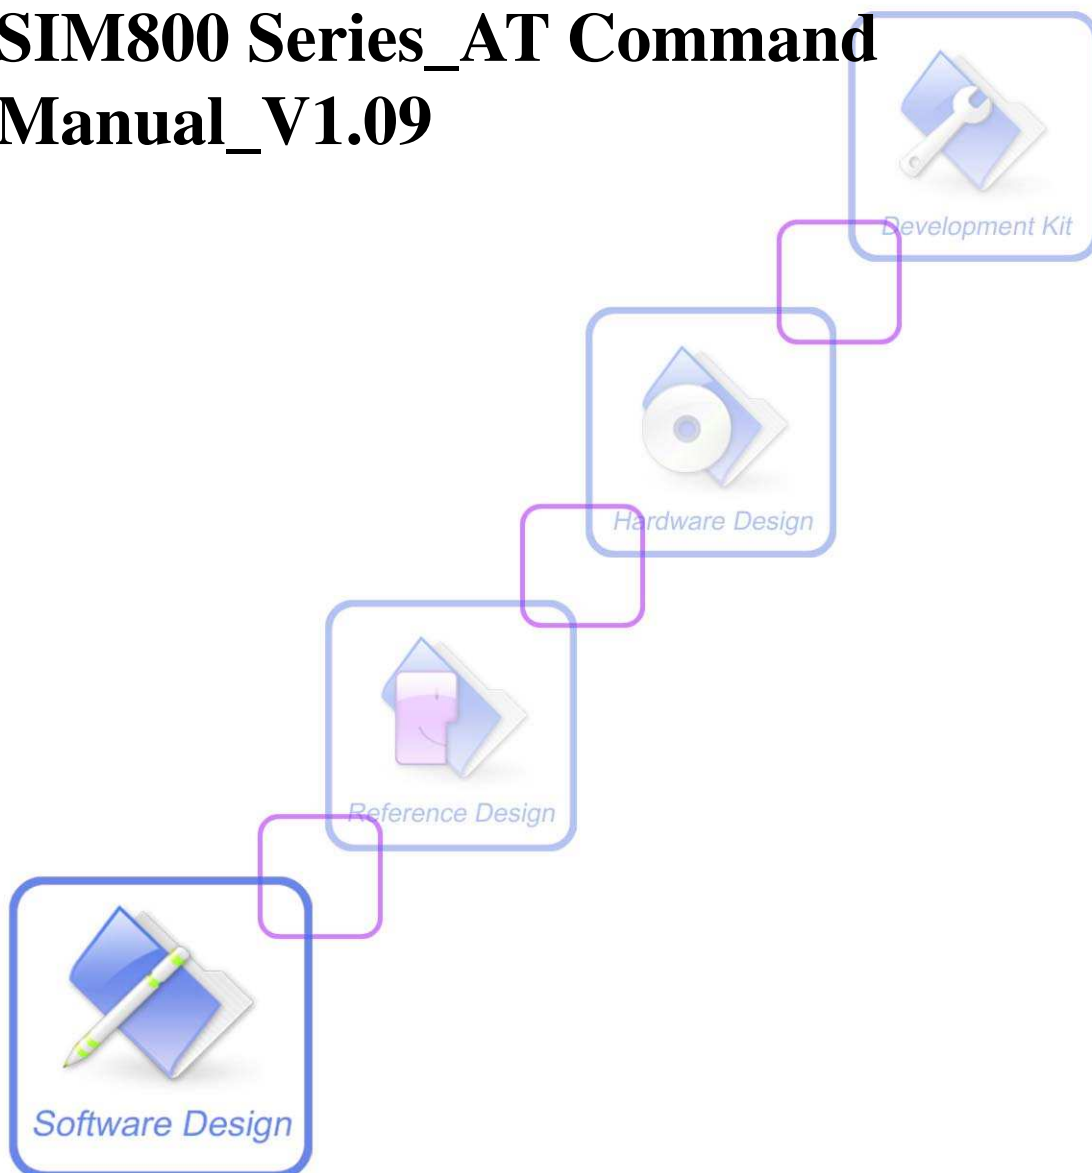 SIM800 Series_AT Command
Manual_V1.09
Development Kit
Hardware Design
Reference Design
Software Design